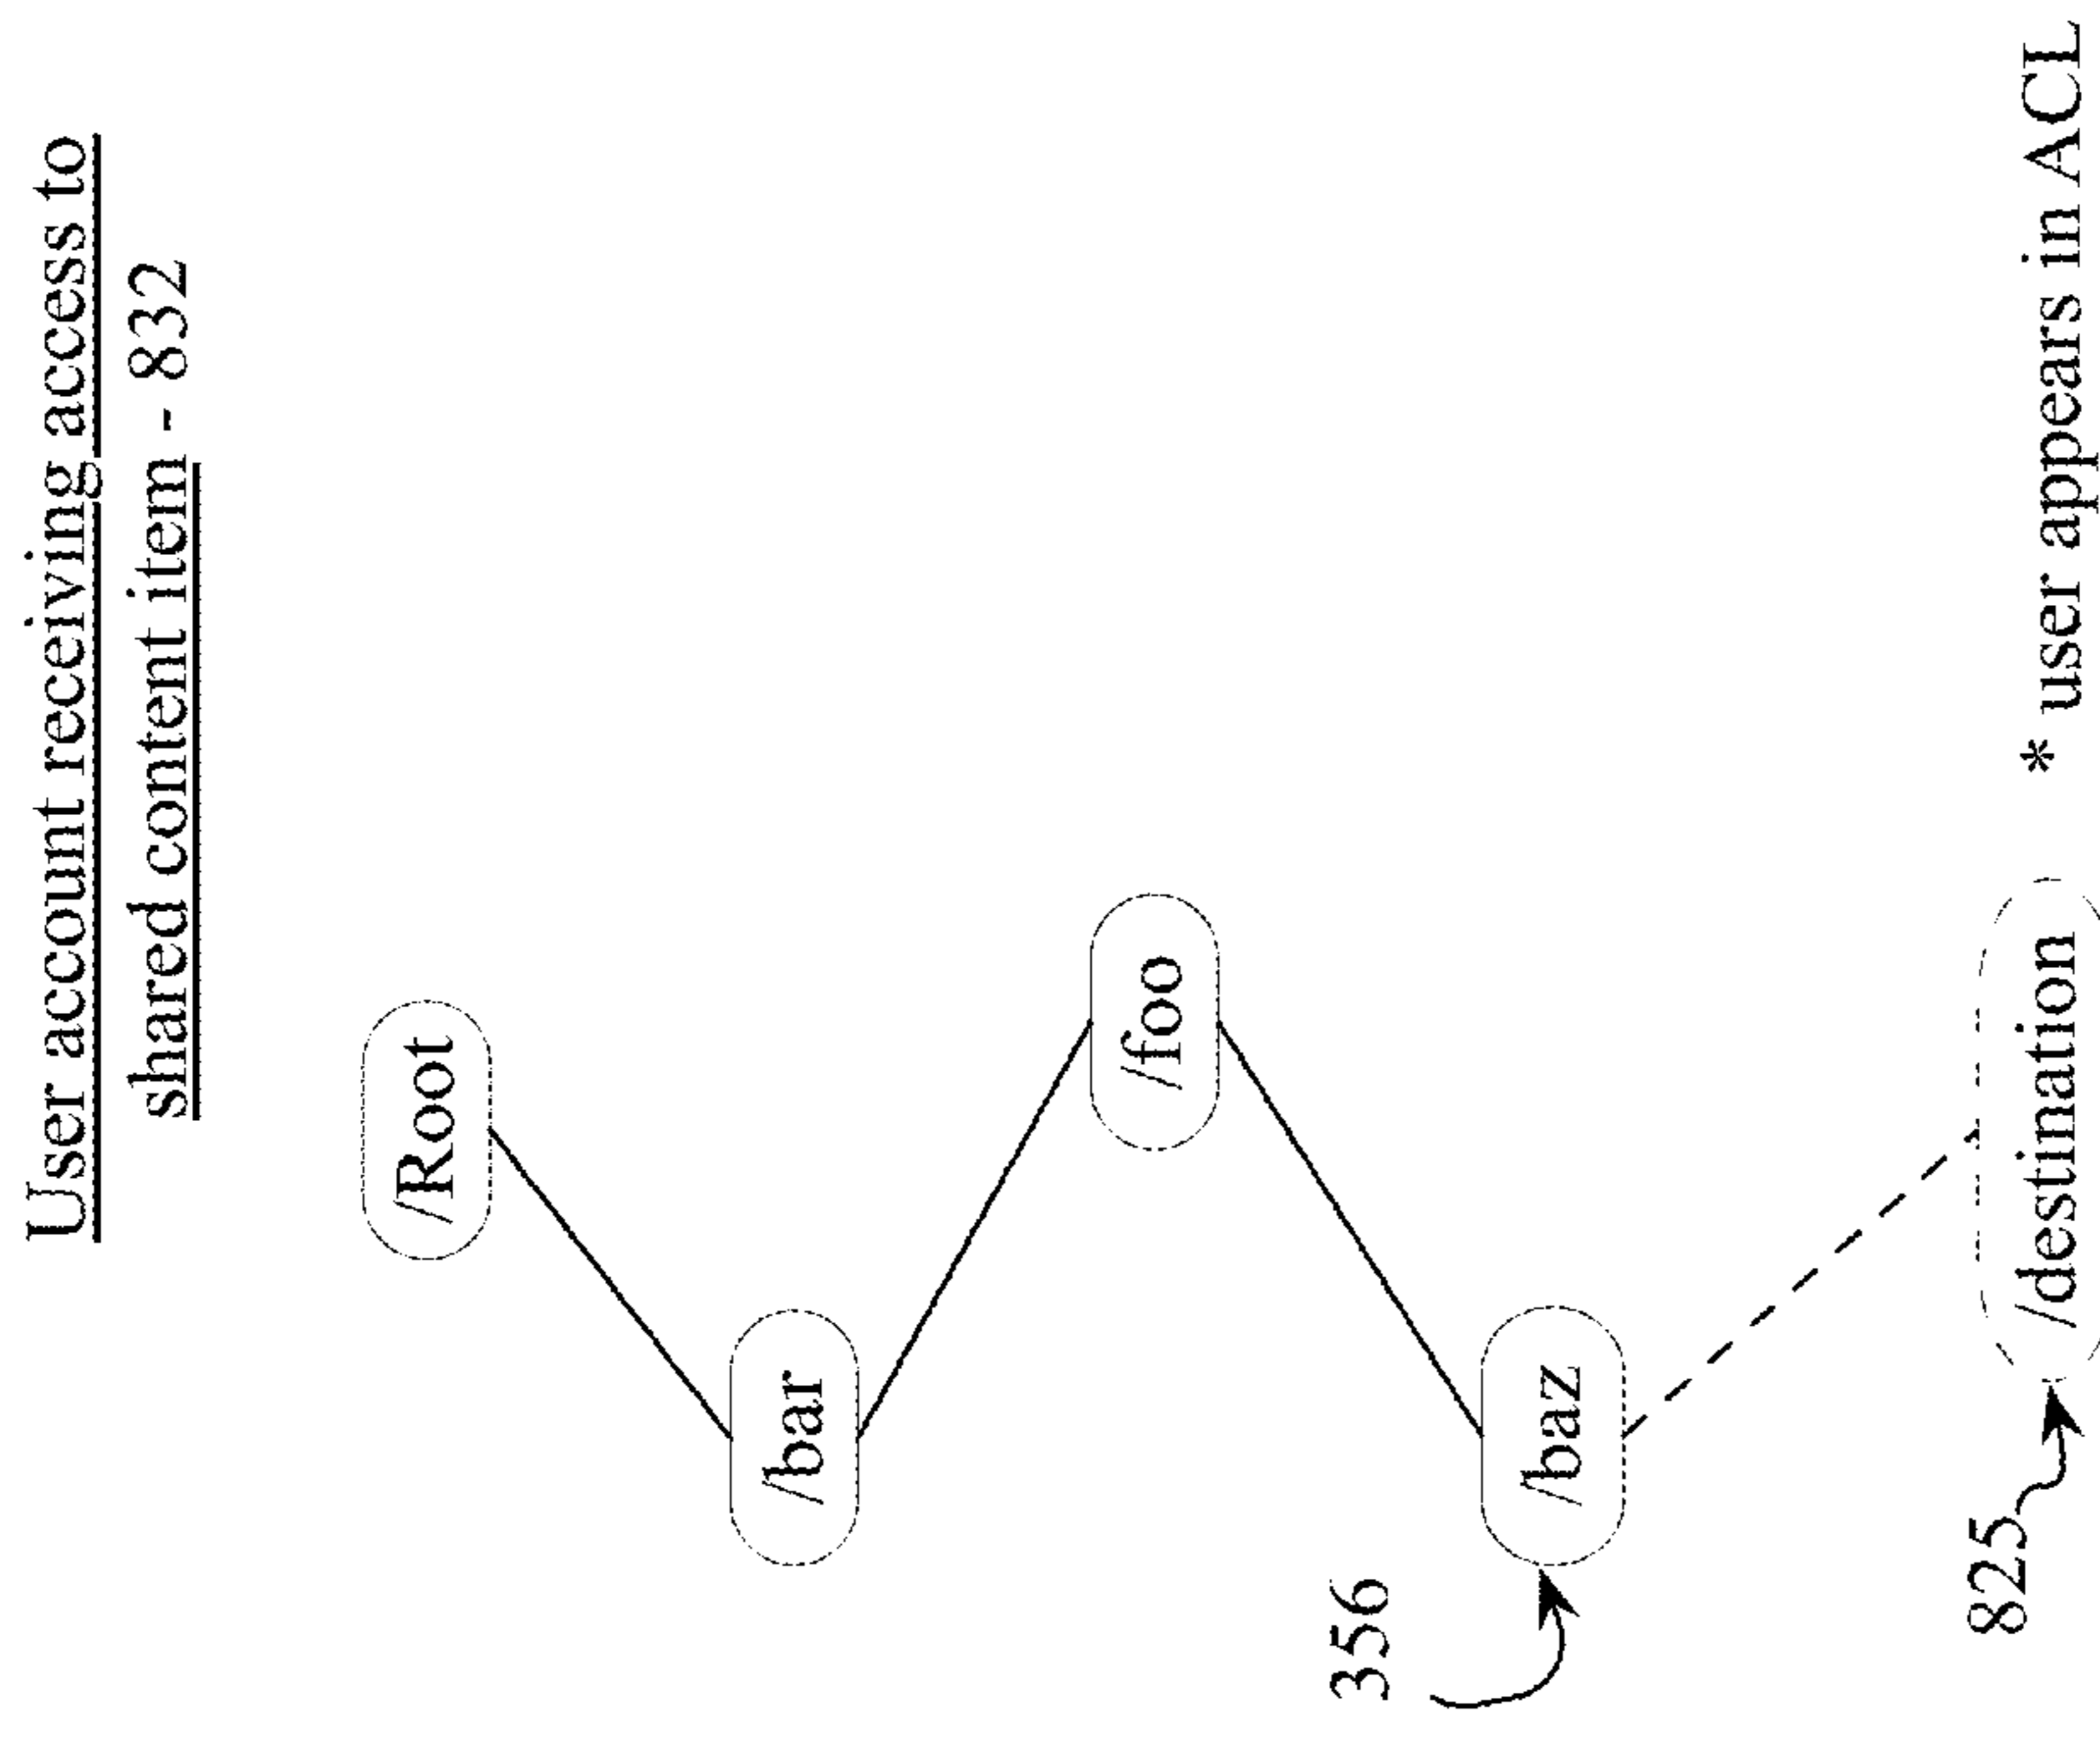 User account receiving access to
shared content item - 832
/Root
/bar
/foo
/baz
356
/destination
* user appears in ACL
825